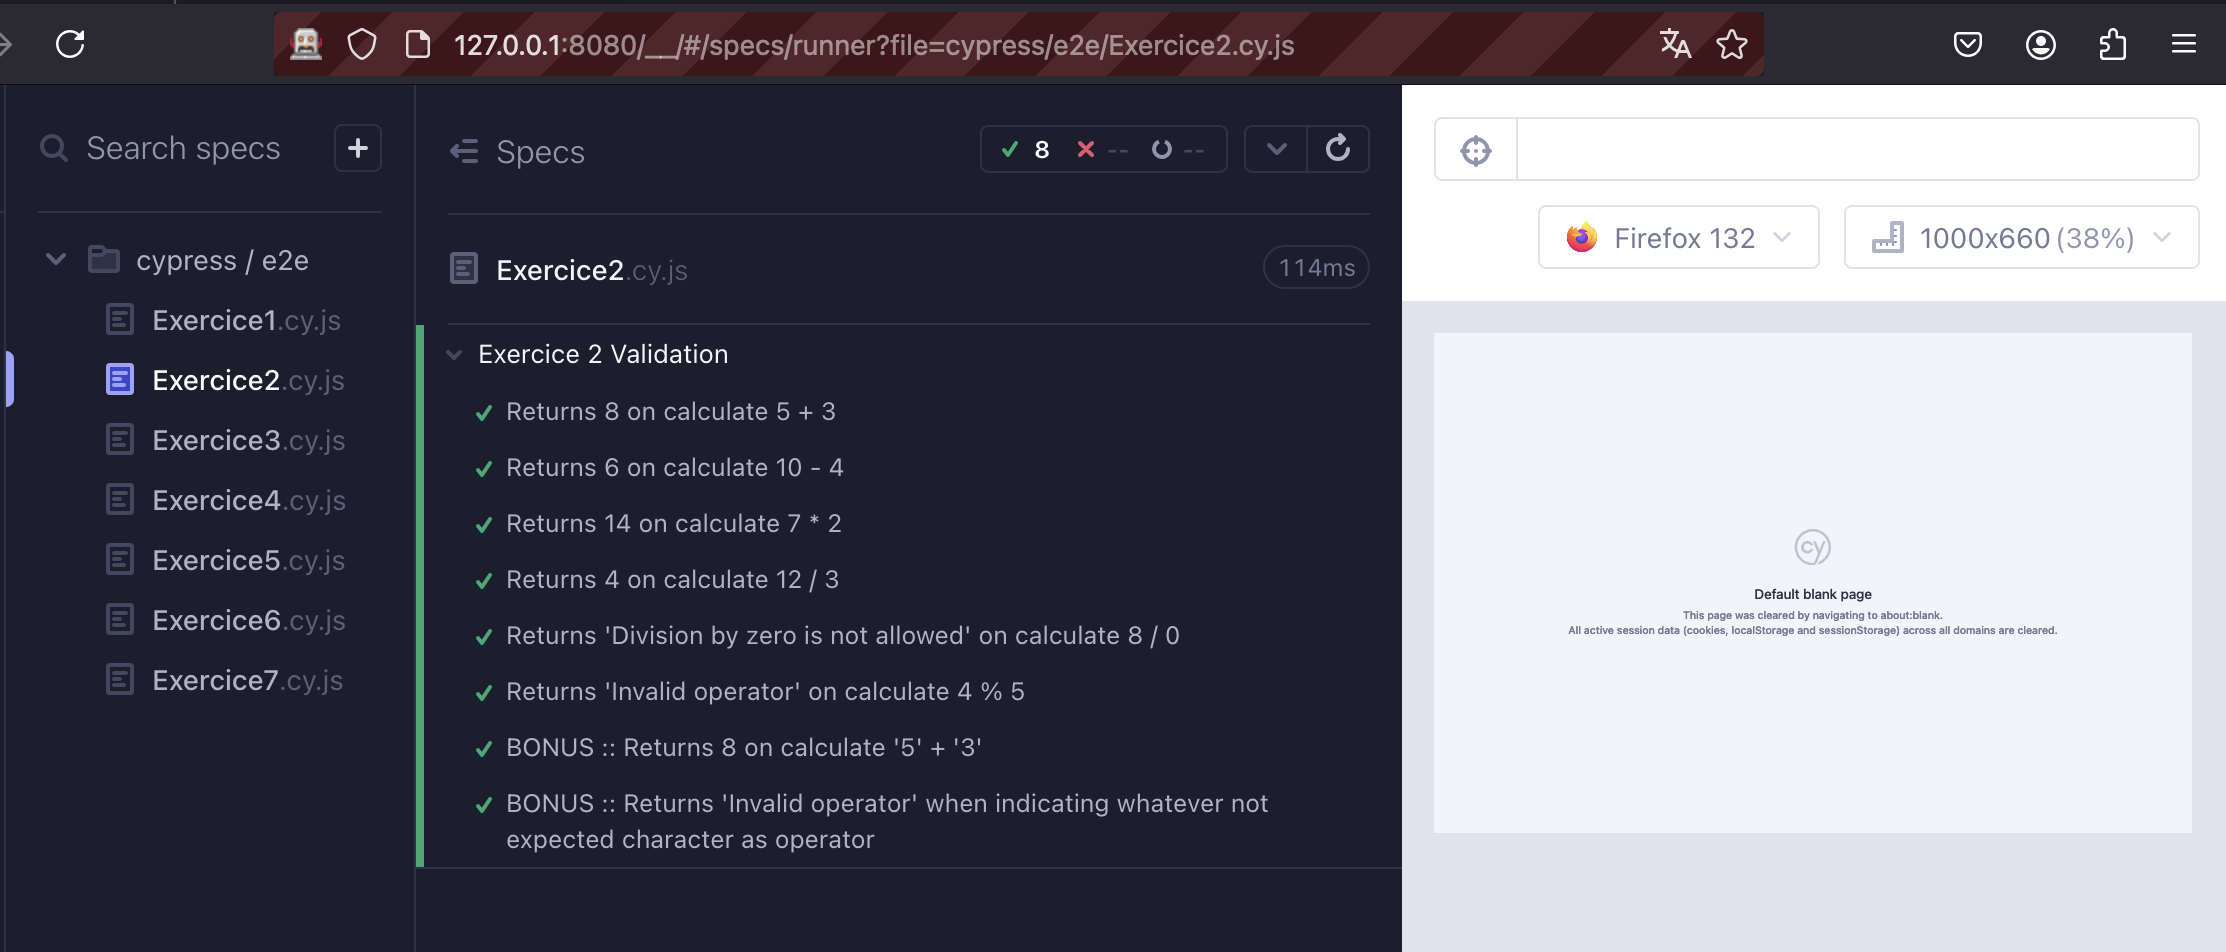 127.0.0.1:8080/__/#/specs/runner?file=cypress/e2e/Exercice2.cy.js
Search specs
+
cypress / e2e
Exercice1.cy.js
Exercice2.cy.js
Exercice3.cy.js
Exercice4.cy.js
Exercice5.cy.js
Exercice6.cy.js
Exercice7.cy.js
Specs
8 -- --
Exercice2.cy.js
114ms
Exercice 2 Validation
Returns 8 on calculate 5 + 3
Returns 6 on calculate 10 - 4
Returns 14 on calculate 7 * 2
Returns 4 on calculate 12 / 3
Returns 'Division by zero is not allowed' on calculate 8 / 0
Returns 'Invalid operator' on calculate 4 % 5
BONUS :: Returns 8 on calculate '5' + '3'
BONUS :: Returns 'Invalid operator' when indicating whatever not
expected character as operator
Firefox 132
1000x660 (38%)
cy
Default blank page
This page was cleared by navigating to about:blank.
All active session data (cookies, localStorage and sessionStorage) across all domains are cleared.